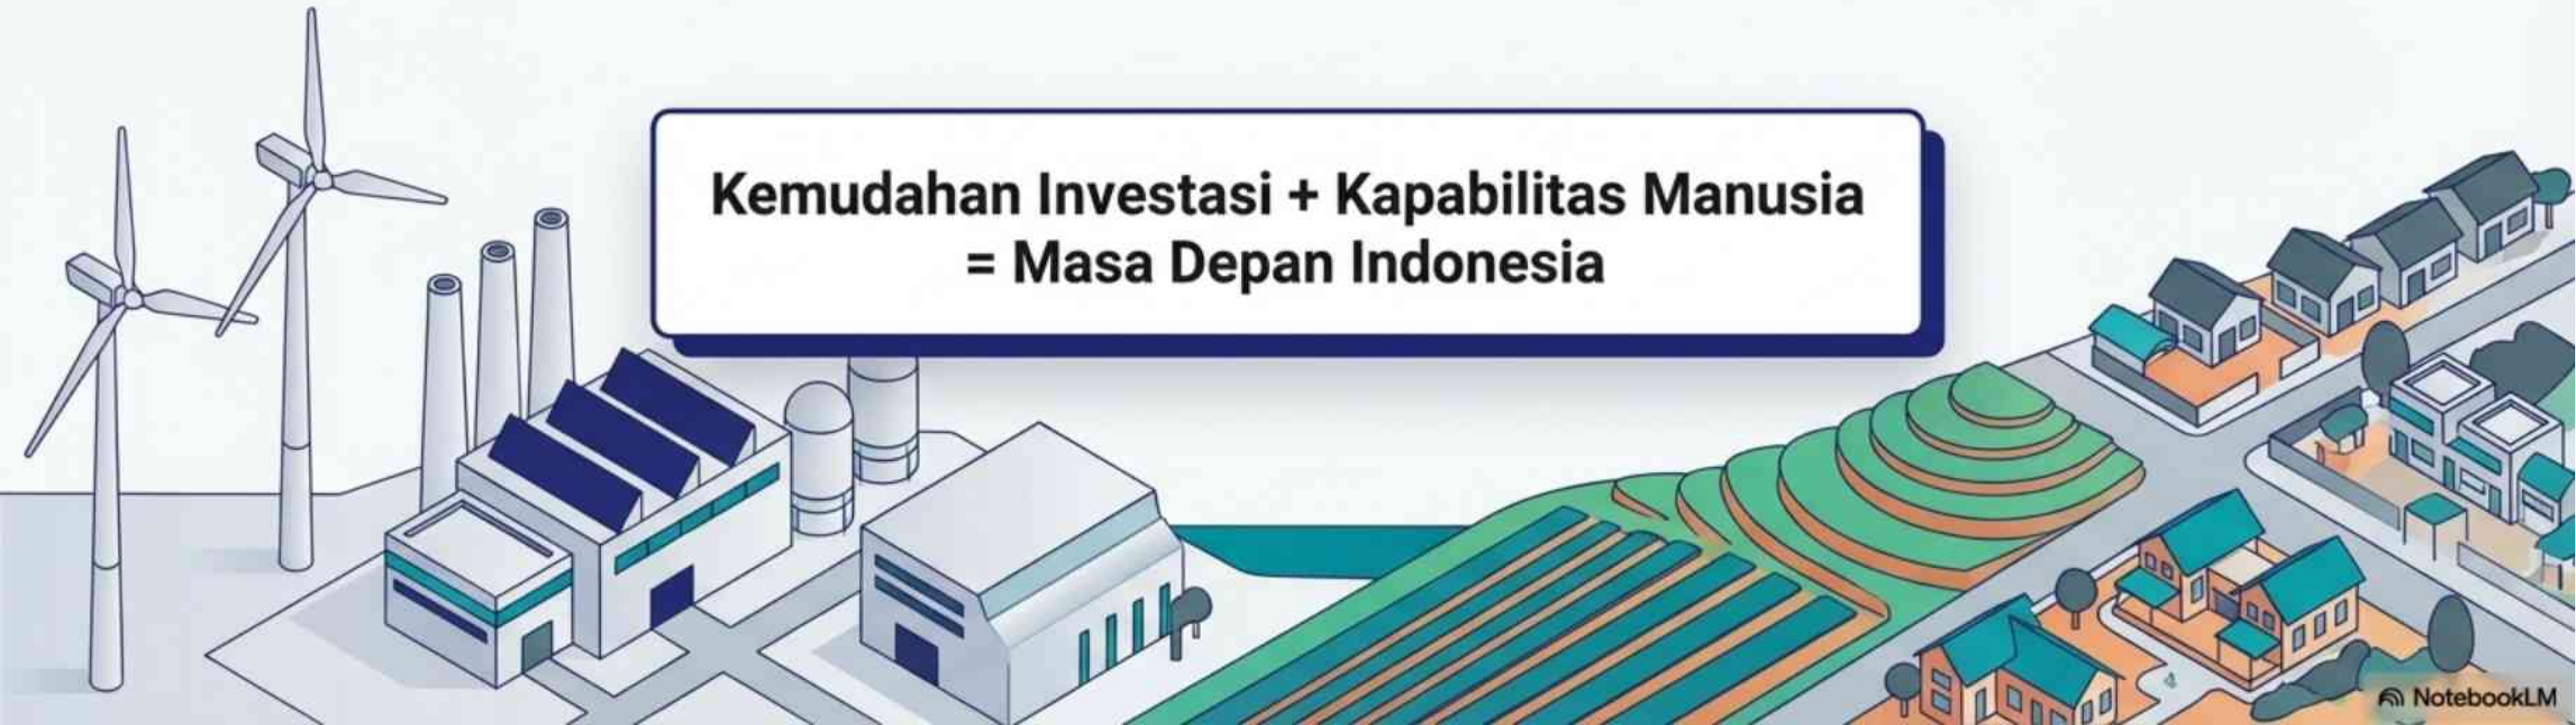 Kemudahan Investasi + Kapabilitas Manusia
= Masa Depan Indonesia
NotebookLM